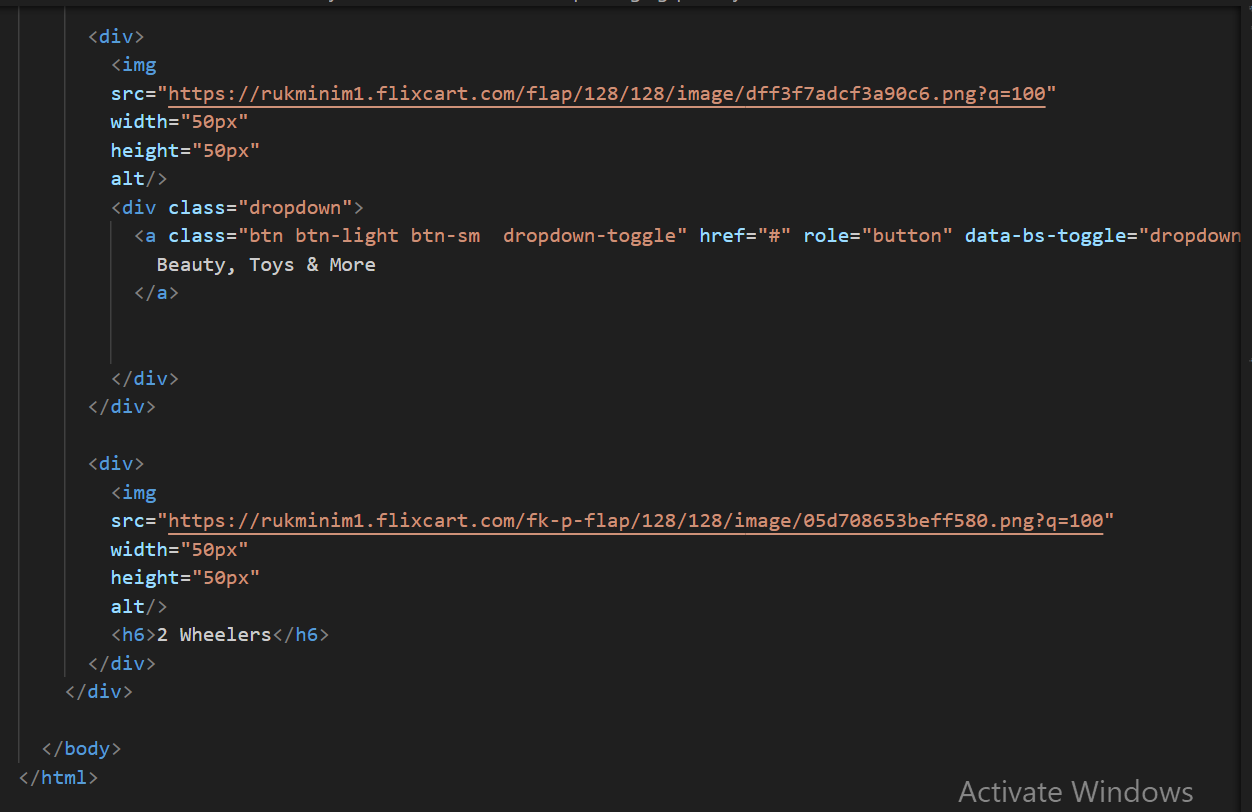 <div>
<img
src="https://rukminim1.flixcart.com/flap/128/128/image/dff3f7adcf3a90c6.png?q=100"
width="50px"
height="50px"
alt/>
<div class="dropdown">
<a class="btn btn-light btn-sm  dropdown-toggle" href="#" role="button" data-bs-toggle="dropdown
Beauty, Toys & More
</a>
</div>
</div>
<div>
<img
src="https://rukminim1.flixcart.com/fk-p-flap/128/128/image/05d708653beff580.png?q=100"
width="50px"
height="50px"
alt/>
<h6>2 Wheelers</h6>
</div>
</div>
</body>
</html>
Activate Windows